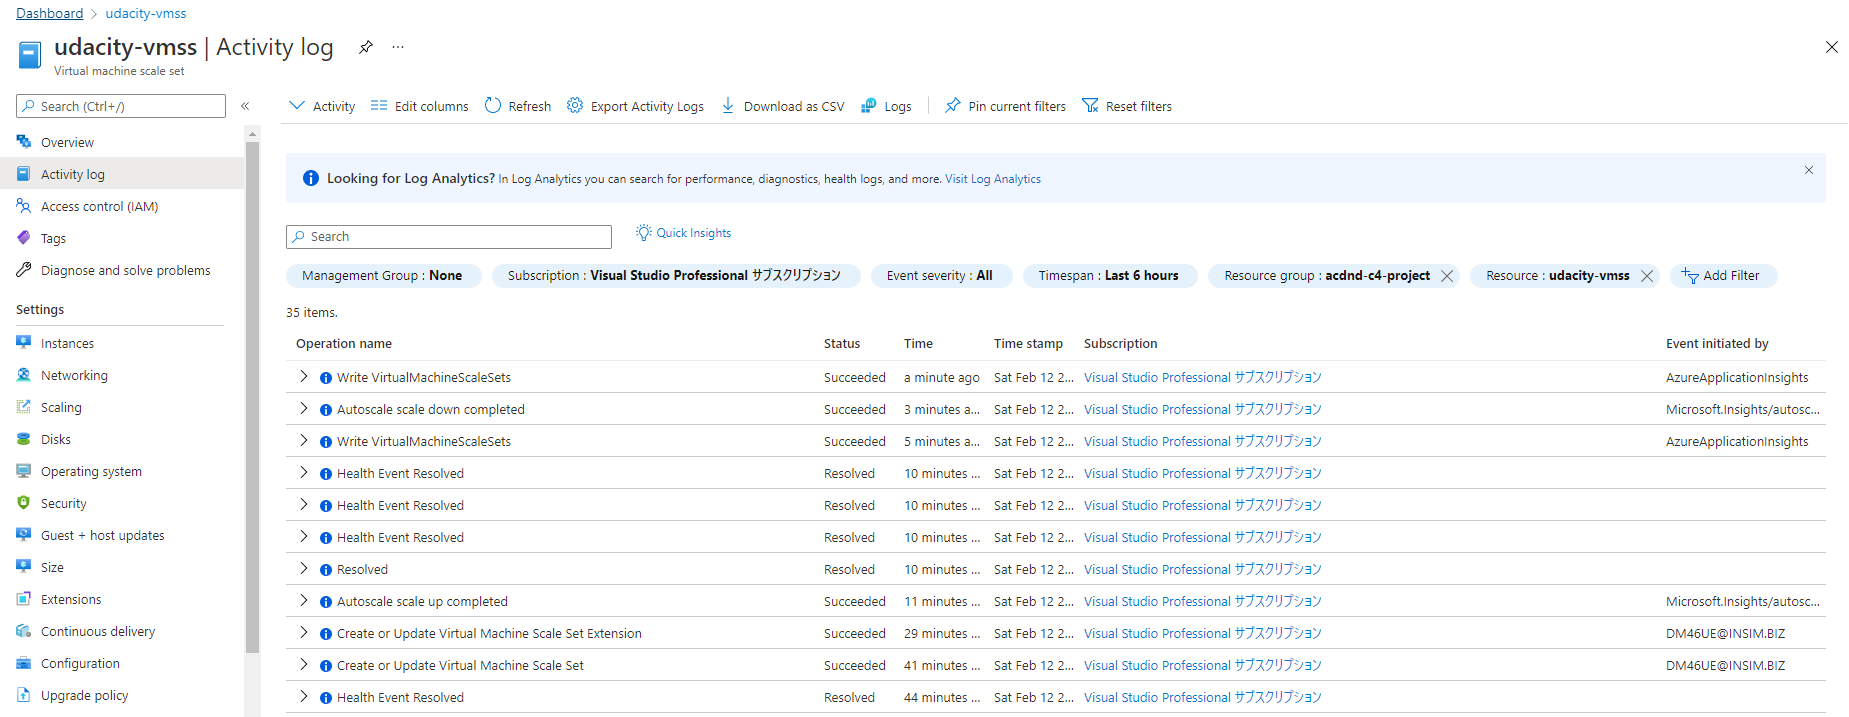 Dashboard > udacity-vmss
udacity-vmss | Activity log ...
Virtual machine scale set
Search (Ctrl+/)
«
Overview
Activity log
Access control (IAM)
Tags
Diagnose and solve problems
Settings
Instances
Networking
Scaling
Disks
Operating system
Security
Guest + host updates
Size
Extensions
Continuous delivery
Configuration
Upgrade policy
Activity Edit columns Refresh Export Activity Logs Download as CSV Logs Pin current filters Reset filters
Looking for Log Analytics? In Log Analytics you can search for performance, diagnostics, health logs, and more. Visit Log Analytics
Search Quick Insights
Management Group : None Subscription : Visual Studio Professional サブスクリプション Event severity : All Timespan : Last 6 hours Resource group : acdnd-c4-project Resource : udacity-vmss Add Filter
35 items.
Operation name Status Time Time stamp Subscription Event initiated by
Write VirtualMachineScaleSets Succeeded a minute ago Sat Feb 12 2... Visual Studio Professional サブスクリプション AzureApplicationInsights
Autoscale scale down completed Succeeded 3 minutes a... Sat Feb 12 2... Visual Studio Professional サブスクリプション Microsoft.Insights/autosc...
Write VirtualMachineScaleSets Succeeded 5 minutes a... Sat Feb 12 2... Visual Studio Professional サブスクリプション AzureApplicationInsights
Health Event Resolved Resolved 10 minutes ... Sat Feb 12 2... Visual Studio Professional サブスクリプション
Health Event Resolved Resolved 10 minutes ... Sat Feb 12 2... Visual Studio Professional サブスクリプション
Health Event Resolved Resolved 10 minutes ... Sat Feb 12 2... Visual Studio Professional サブスクリプション
Resolved Resolved 10 minutes ... Sat Feb 12 2... Visual Studio Professional サブスクリプション
Autoscale scale up completed Succeeded 11 minutes ... Sat Feb 12 2... Visual Studio Professional サブスクリプション Microsoft.Insights/autosc...
Create or Update Virtual Machine Scale Set Extension Succeeded 29 minutes ... Sat Feb 12 2... Visual Studio Professional サブスクリプション DM46UE@INSIM.BIZ
Create or Update Virtual Machine Scale Set Succeeded 41 minutes ... Sat Feb 12 2... Visual Studio Professional サブスクリプション DM46UE@INSIM.BIZ
Health Event Resolved Resolved 44 minutes ... Sat Feb 12 2... Visual Studio Professional サブスクリプション